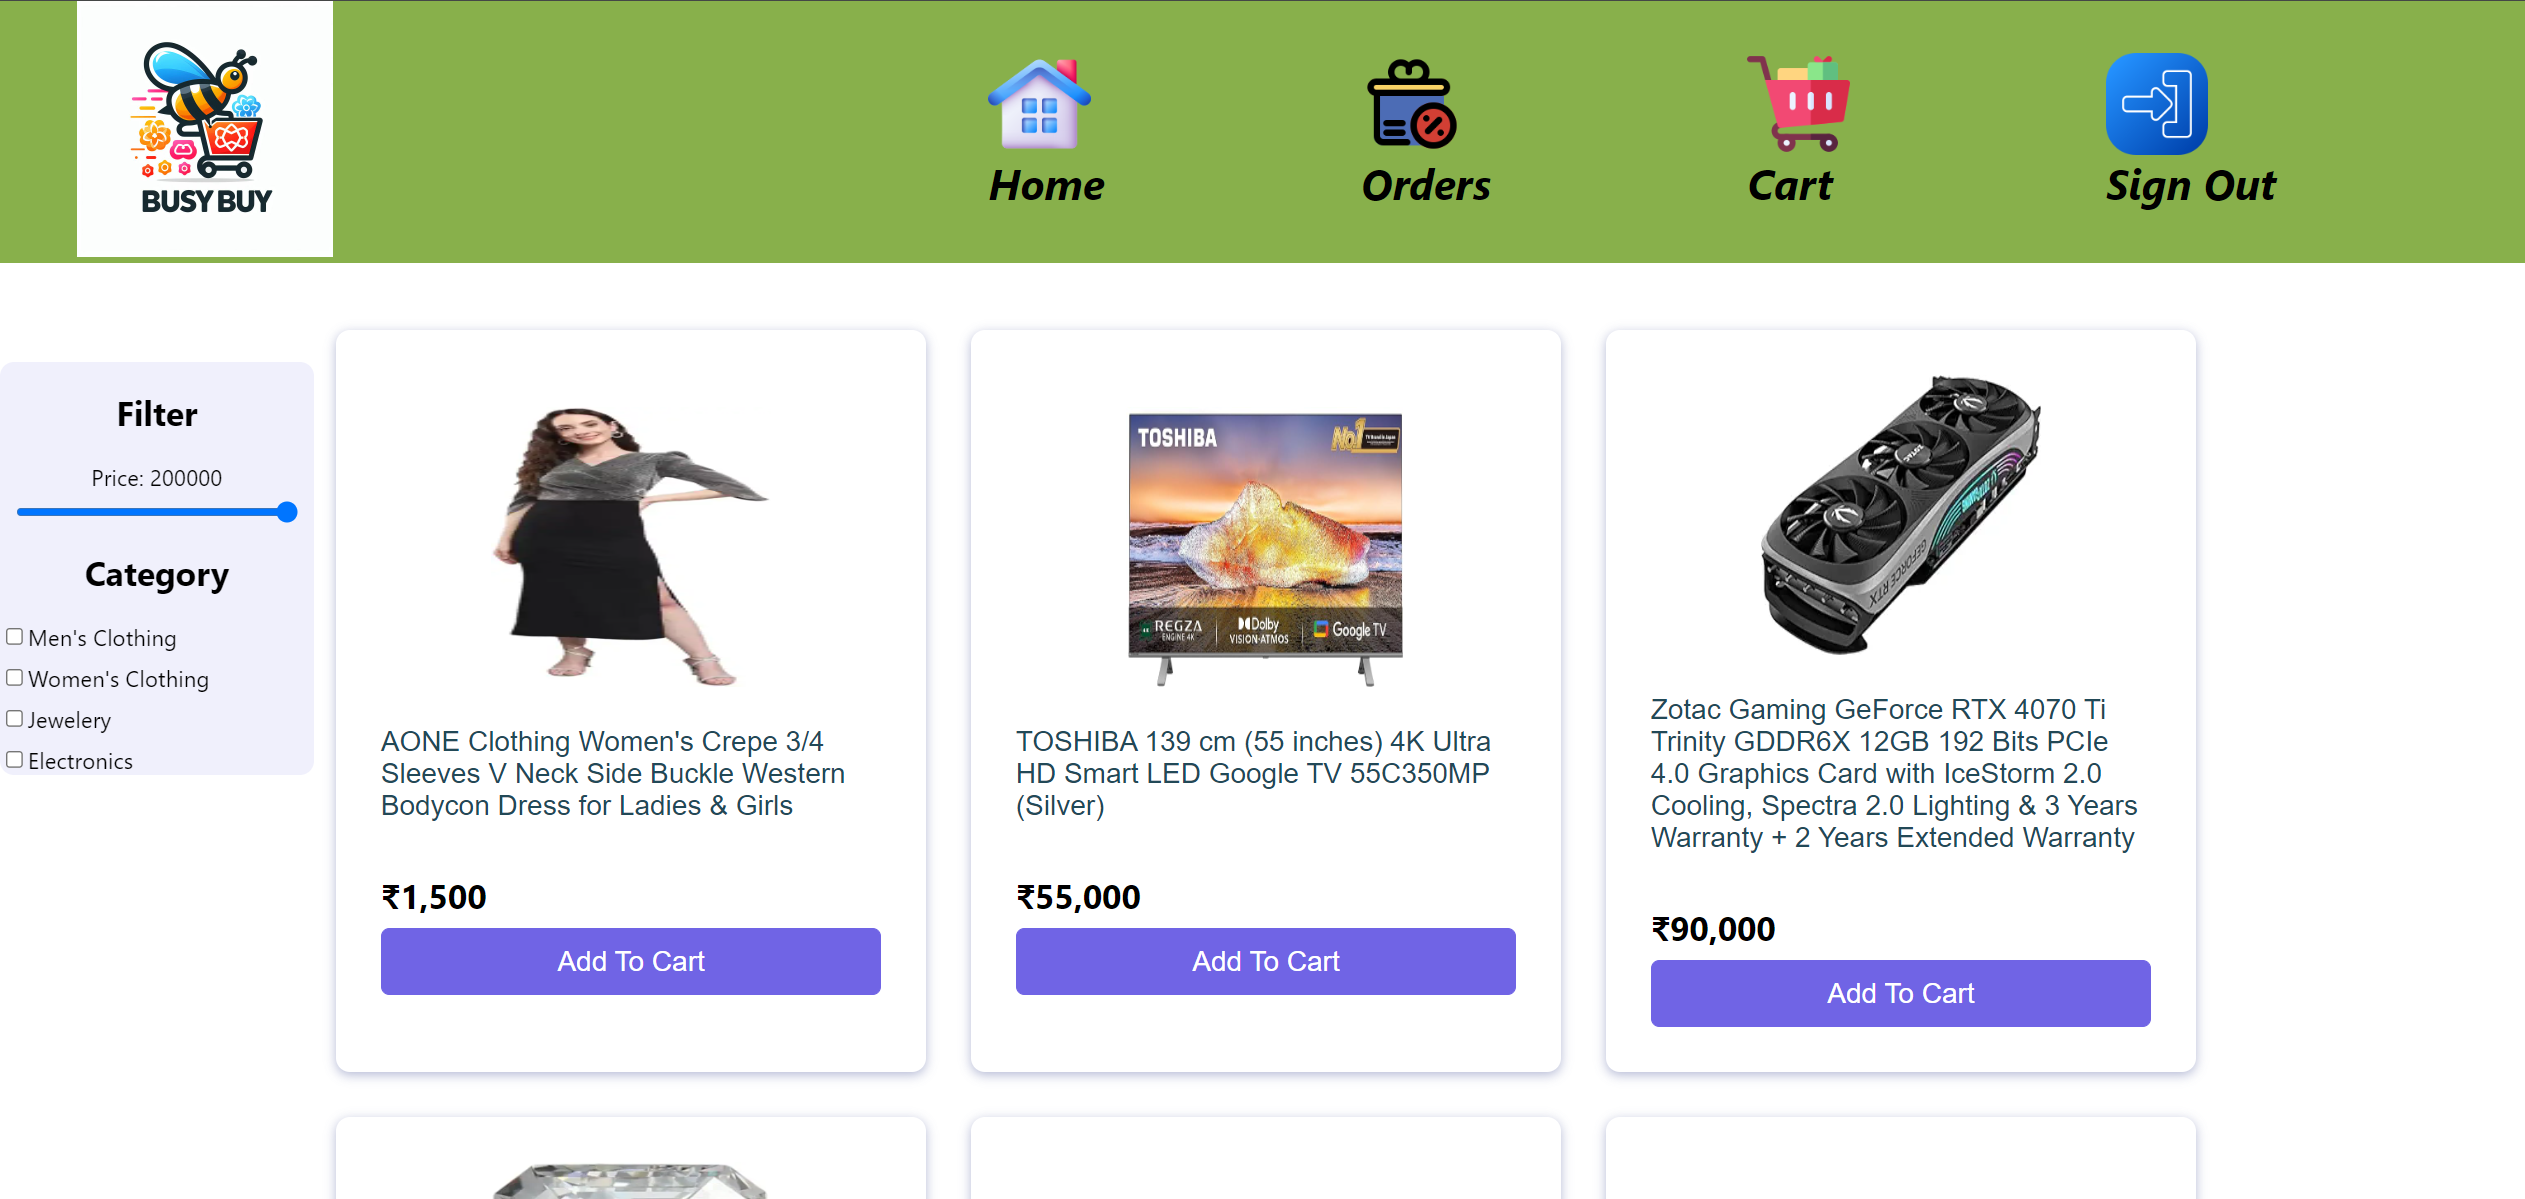 BUSY BUY
Home
Orders
Cart
Sign Out
Filter
Price: 200000
Category
Men's Clothing
Women's Clothing
Jewelery
Electronics
AONE Clothing Women's Crepe 3/4
Sleeves V Neck Side Buckle Western
Bodycon Dress for Ladies & Girls
₹1,500
Add To Cart
TOSHIBA
No.1
REGZA
ENGINE 4K
Dolby
VISION·ATMOS
Google TV
TOSHIBA 139 cm (55 inches) 4K Ultra
HD Smart LED Google TV 55C350MP
(Silver)
₹55,000
Add To Cart
ZOTAC
GEFORCE RTX
Zotac Gaming GeForce RTX 4070 Ti
Trinity GDDR6X 12GB 192 Bits PCIe
4.0 Graphics Card with IceStorm 2.0
Cooling, Spectra 2.0 Lighting & 3 Years
Warranty + 2 Years Extended Warranty
₹90,000
Add To Cart